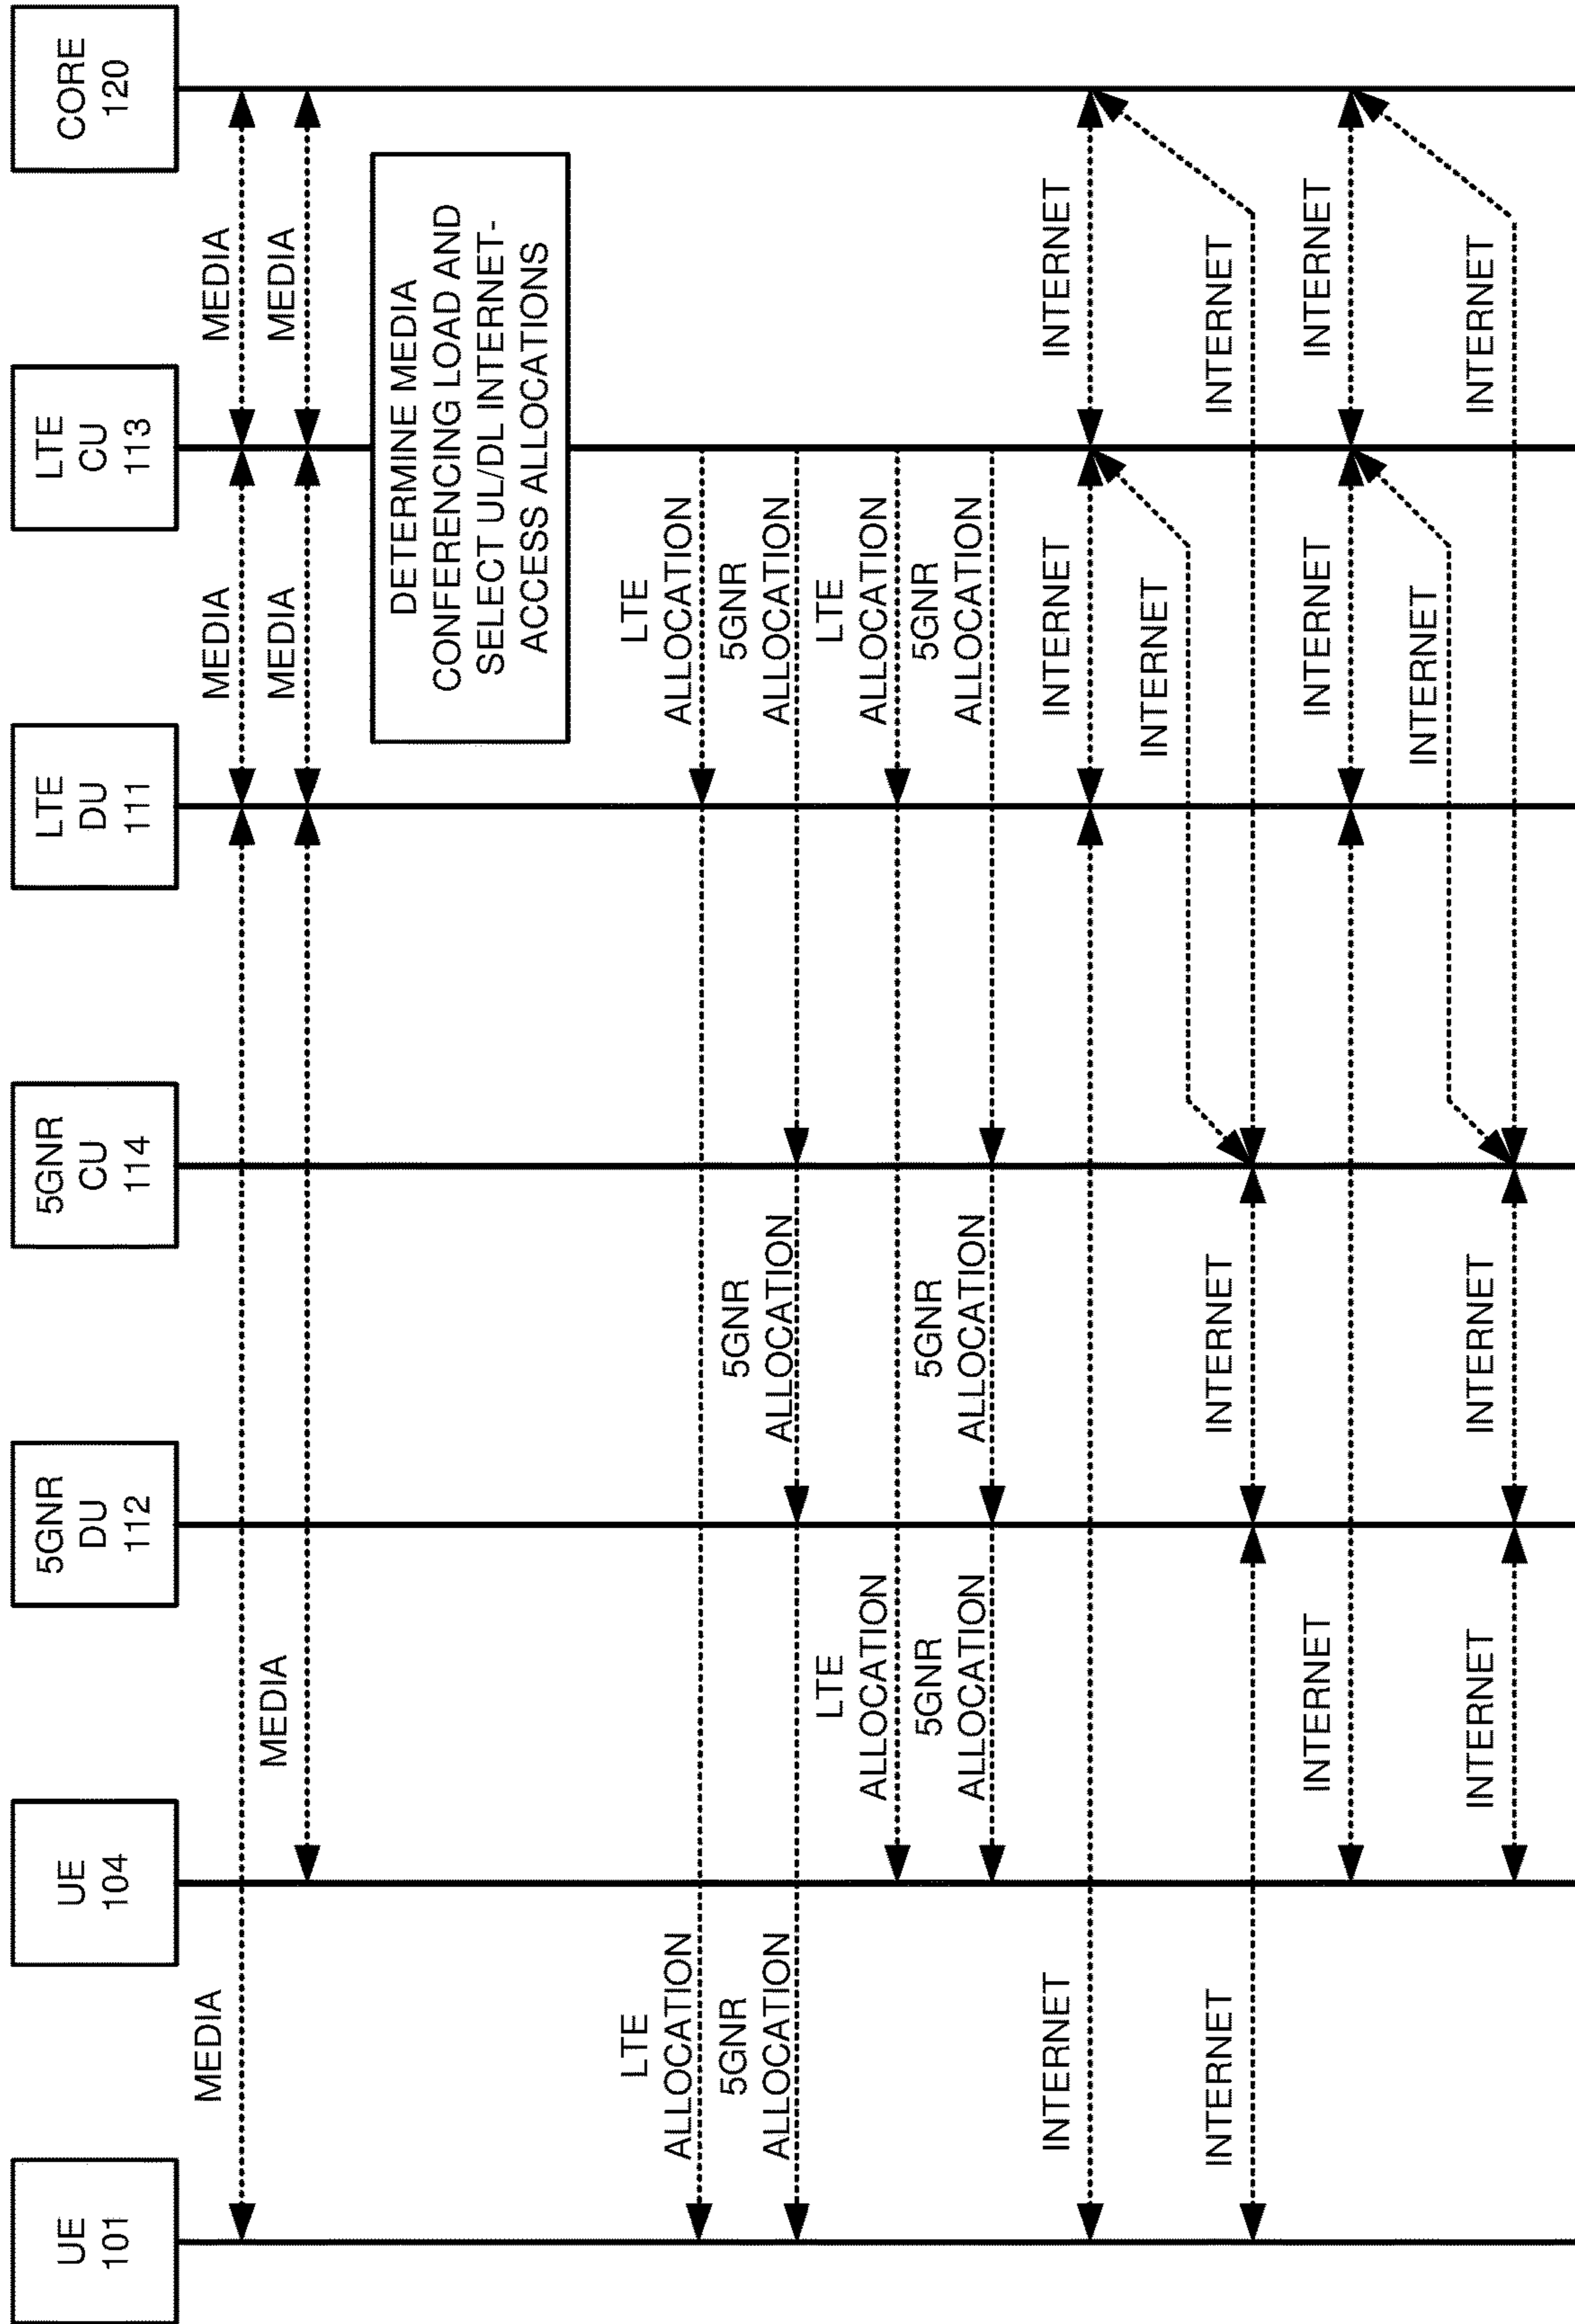 UE
101
UE
104
5GNR
DU
112
5GNR
CU
114
LTE
DU
111
LTE
CU
113
CORE
120
MEDIA
MEDIA
MEDIA
MEDIA
MEDIA
MEDIA
DETERMINE MEDIA
CONFERENCING LOAD AND
SELECT UL/DL INTERNET-
ACCESS ALLOCATIONS
LTE
ALLOCATION
LTE
ALLOCATION
5GNR
ALLOCATION
5GNR
ALLOCATION
5GNR
ALLOCATION
LTE
ALLOCATION
LTE
ALLOCATION
5GNR
ALLOCATION
5GNR
ALLOCATION
5GNR
ALLOCATION
INTERNET
INTERNET
INTERNET
INTERNET
INTERNET
INTERNET
INTERNET
INTERNET
INTERNET
INTERNET
INTERNET
INTERNET
INTERNET
INTERNET